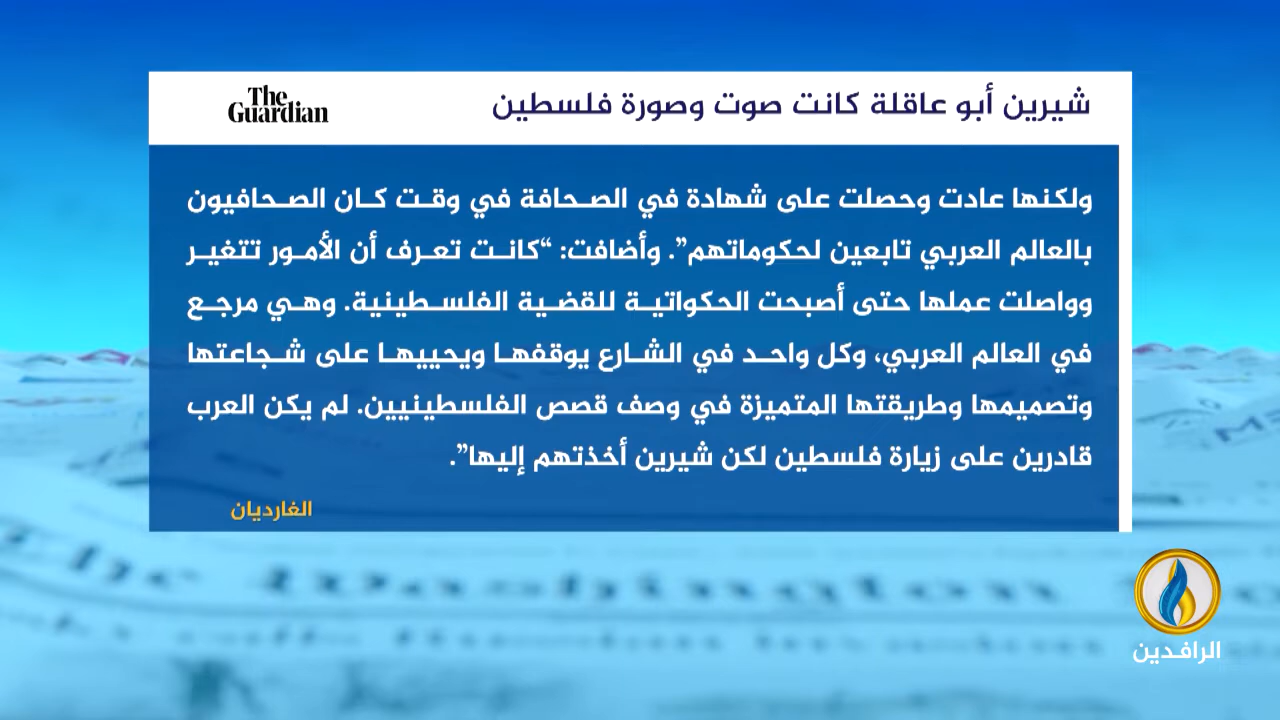 شيرين أبو عاقلة كانت صوت وصورة فلسطين
The
Guardian
ولكنها عادت وحصلت على شهادة في الصحافة في وقت كان الصحافيون
بالعالم العربي تابعين لحكوماتهم”. وأضافت: “كانت تعرف أن الأمور تتغير
وواصلت عملها حتى أصبحت الحكواتية للقضية الفلسطينية. وهي مرجع
في العالم العربي، وكل واحد في الشارع يوقفها ويحييها على شجاعتها
وتصميمها وطريقتها المتميزة في وصف قصص الفلسطينيين. لم يكن العرب
قادرين على زيارة فلسطين لكن شيرين أخذتهم إليها”.
الغارديان
الرافدين